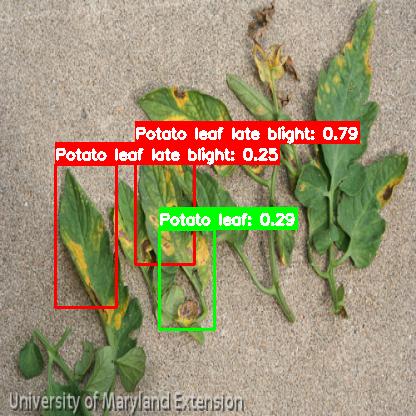 Potato leaf late blight: 0.79
Potato leaf late blight: 0.25
Potato leaf: 0.29
University of Maryland Extension